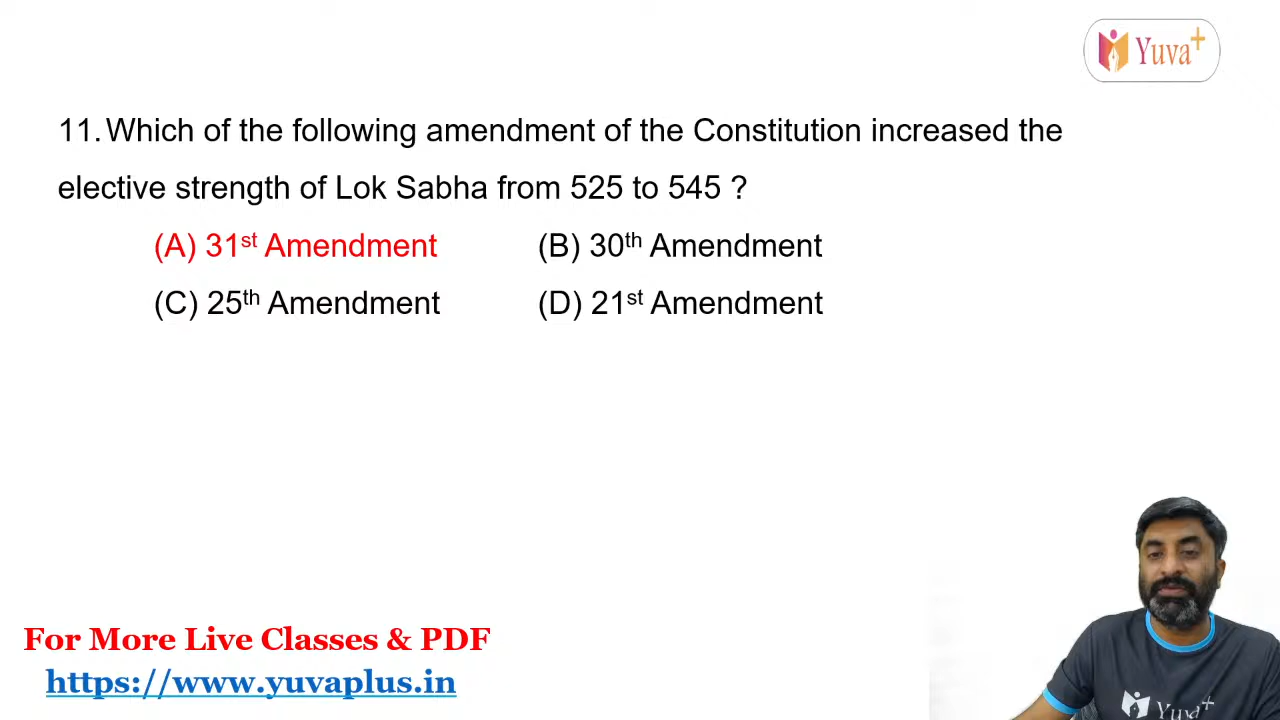 Yuva+
11. Which of the following amendment of the Constitution increased the
elective strength of Lok Sabha from 525 to 545 ?
(A) 31st Amendment (B) 30th Amendment
(C) 25th Amendment (D) 21st Amendment
For More Live Classes & PDF
https://www.yuvaplus.in
Yuva+